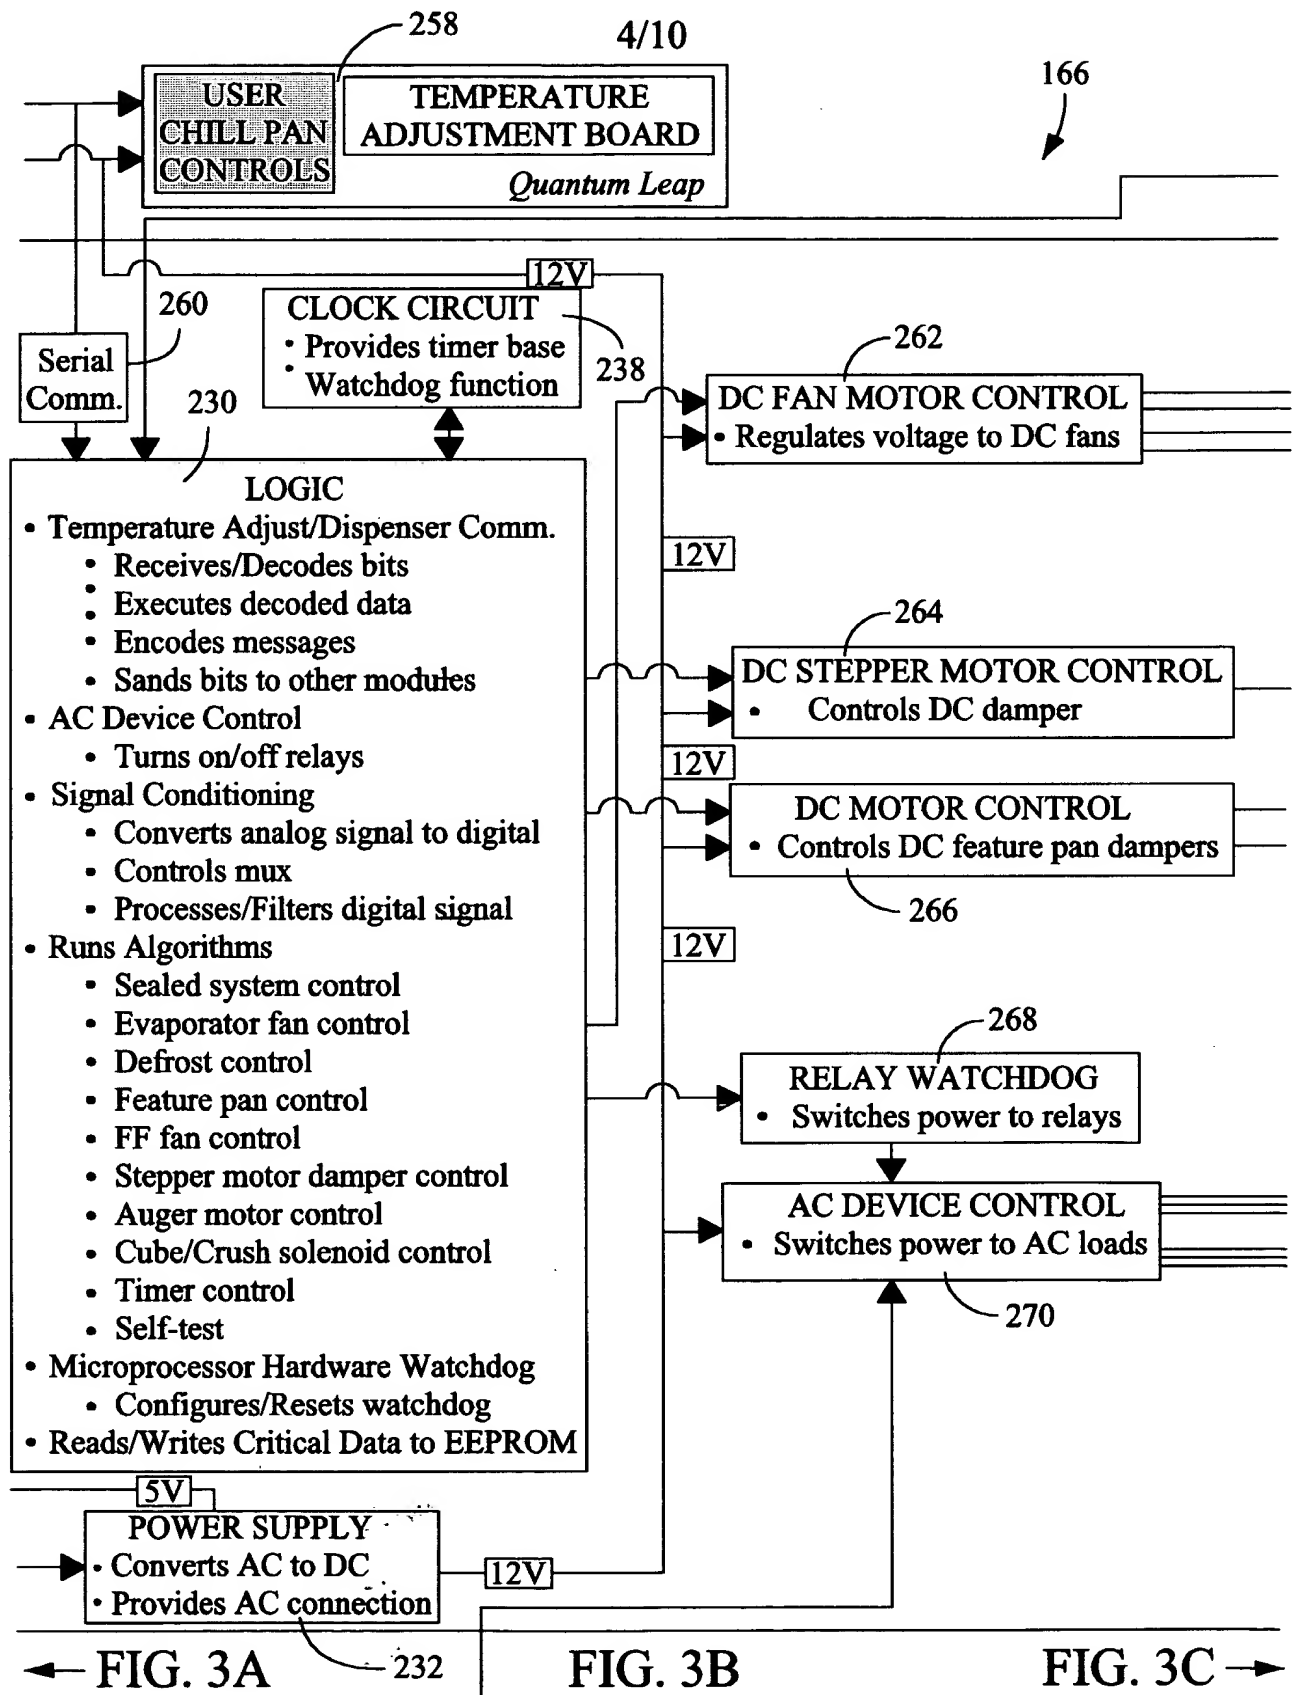 4/10
258
166
USER
CHILL PAN
CONTROLS
TEMPERATURE
ADJUSTMENT BOARD
Quantum Leap
12V
260
Serial
Comm.
CLOCK CIRCUIT
• Provides timer base
• Watchdog function
238
230
262
DC FAN MOTOR CONTROL
• Regulates voltage to DC fans
LOGIC
• Temperature Adjust/Dispenser Comm.
• Receives/Decodes bits
• Executes decoded data
• Encodes messages
• Sands bits to other modules
• AC Device Control
• Turns on/off relays
• Signal Conditioning
• Converts analog signal to digital
• Controls mux
• Processes/Filters digital signal
• Runs Algorithms
• Sealed system control
• Evaporator fan control
• Defrost control
• Feature pan control
• FF fan control
• Stepper motor damper control
• Auger motor control
• Cube/Crush solenoid control
• Timer control
• Self-test
• Microprocessor Hardware Watchdog
• Configures/Resets watchdog
• Reads/Writes Critical Data to EEPROM
12V
264
DC STEPPER MOTOR CONTROL
• Controls DC damper
12V
DC MOTOR CONTROL
• Controls DC feature pan dampers
266
12V
268
RELAY WATCHDOG
• Switches power to relays
AC DEVICE CONTROL
• Switches power to AC loads
270
5V
POWER SUPPLY
• Converts AC to DC
• Provides AC connection
12V
232
FIG. 3A
FIG. 3B
FIG. 3C